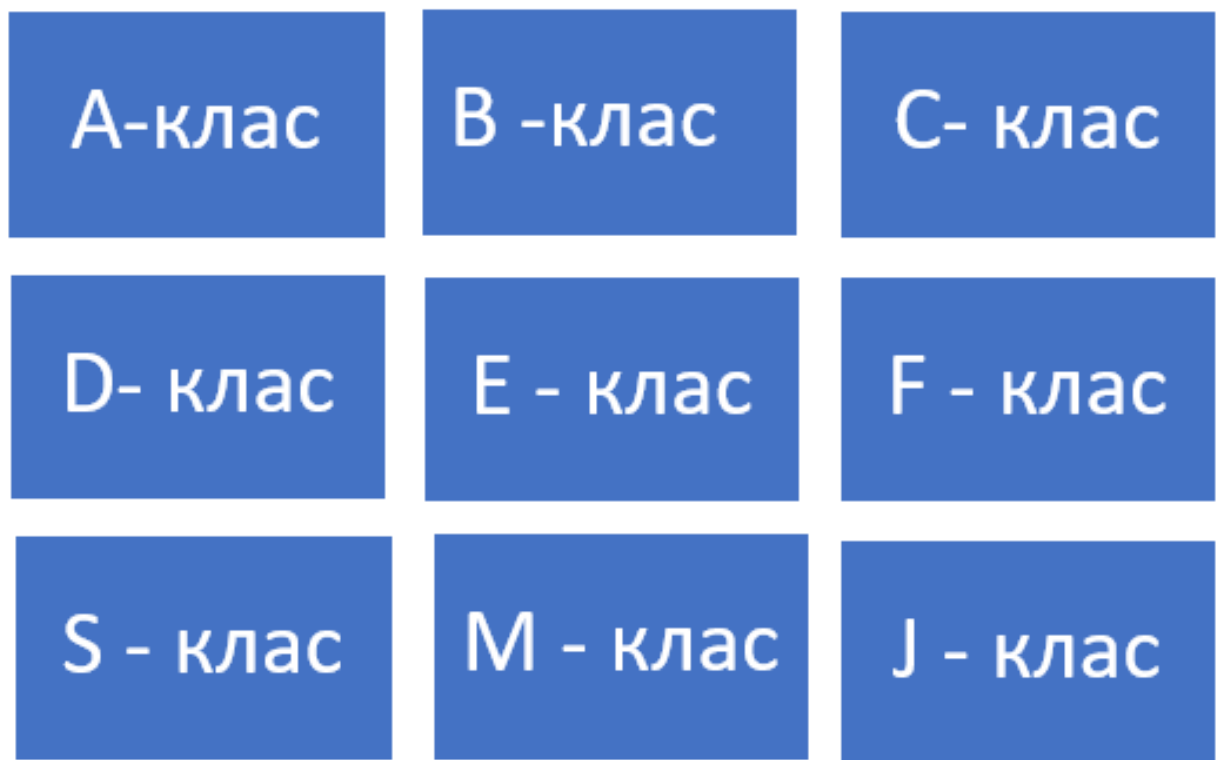 A-клас
B -клас
C- клас
D- клас
E - клас
F - клас
S - клас
M - клас
J - клас